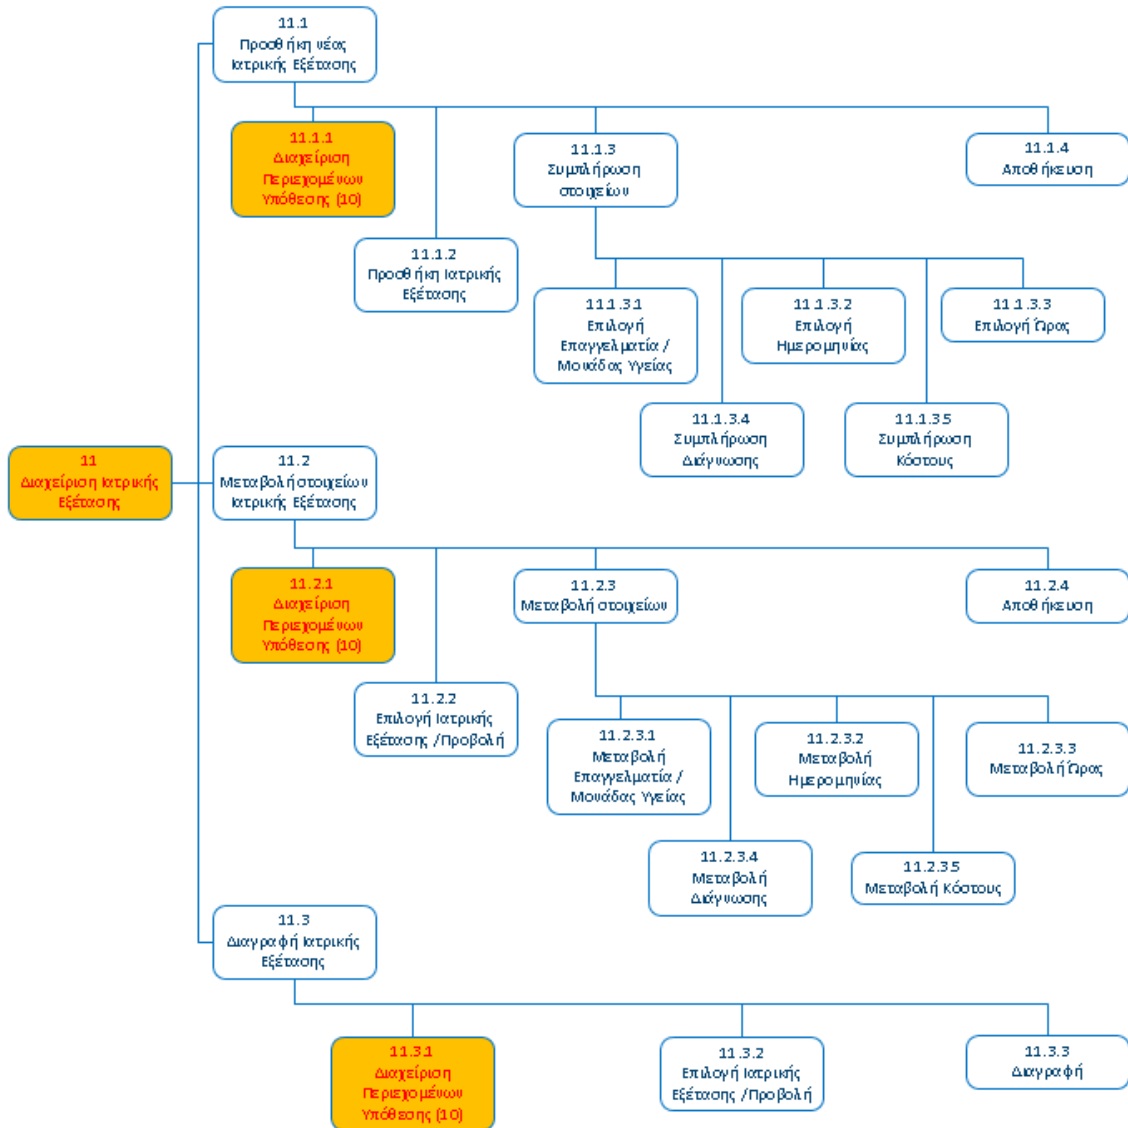 11.1
Προσθήκη νέας
Ιατρικής Εξέτασης
11.1.1
Διαχείριση
Περιεχομένων
Υπόθεσης (10)
11.1.2
Προσθήκη Ιατρικής
Εξέτασης
11.1.3
Συμπλήρωση
στοιχείων
11.1.4
Αποθήκευση
11.1.3.1
Επιλογή
Επαγγελματία /
Μονάδας Υγείας
11.1.3.2
Επιλογή
Ημερομηνίας
11.1.3.3
Επιλογή Ώρας
11.1.3.4
Συμπλήρωση
Διάγνωσης
11.1.3.5
Συμπλήρωση
Κόστους
11
Διαχείριση Ιατρικής
Εξέτασης
11.2
Μεταβολή στοιχείων
Ιατρικής Εξέτασης
11.2.1
Διαχείριση
Περιεχομένων
Υπόθεσης (10)
11.2.2
Επιλογή Ιατρικής
Εξέτασης /Προβολή
11.2.3
Μεταβολή στοιχείων
11.2.4
Αποθήκευση
11.2.3.1
Μεταβολή
Επαγγελματία /
Μονάδας Υγείας
11.2.3.2
Μεταβολή
Ημερομηνίας
11.2.3.3
Μεταβολή Ώρας
11.2.3.4
Μεταβολή
Διάγνωσης
11.2.3.5
Μεταβολή Κόστους
11.3
Διαγραφή Ιατρικής
Εξέτασης
11.3.1
Διαχείριση
Περιεχομένων
Υπόθεσης (10)
11.3.2
Επιλογή Ιατρικής
Εξέτασης /Προβολή
11.3.3
Διαγραφή